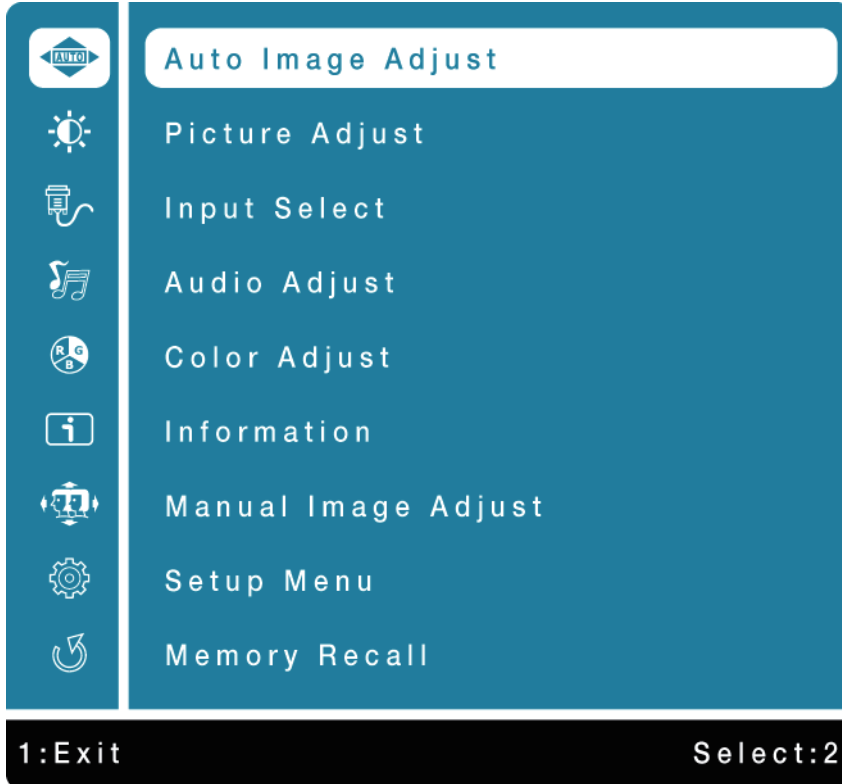 AUTO
Auto Image Adjust
Picture Adjust
Input Select
Audio Adjust
R G
B
Color Adjust
i
Information
Manual Image Adjust
Setup Menu
Memory Recall
1:Exit
Select:2